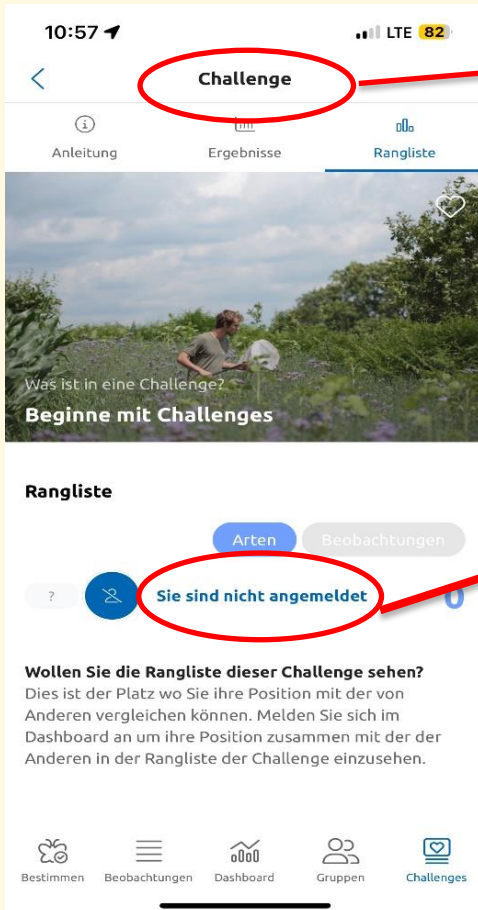 10:57
LTE 82
Challenge
Anleitung Ergebnisse Rangliste
Was ist in eine Challenge?
Beginne mit Challenges
Rangliste
Arten Beobachtungen
? Sie sind nicht angemeldet 0
Wollen Sie die Rangliste dieser Challenge sehen?
Dies ist der Platz wo Sie ihre Position mit der von
Anderen vergleichen können. Melden Sie sich im
Dashboard an um ihre Position zusammen mit der der
Anderen in der Rangliste der Challenge einzusehen.
Bestimmen Beobachtungen Dashboard Gruppen Challenges